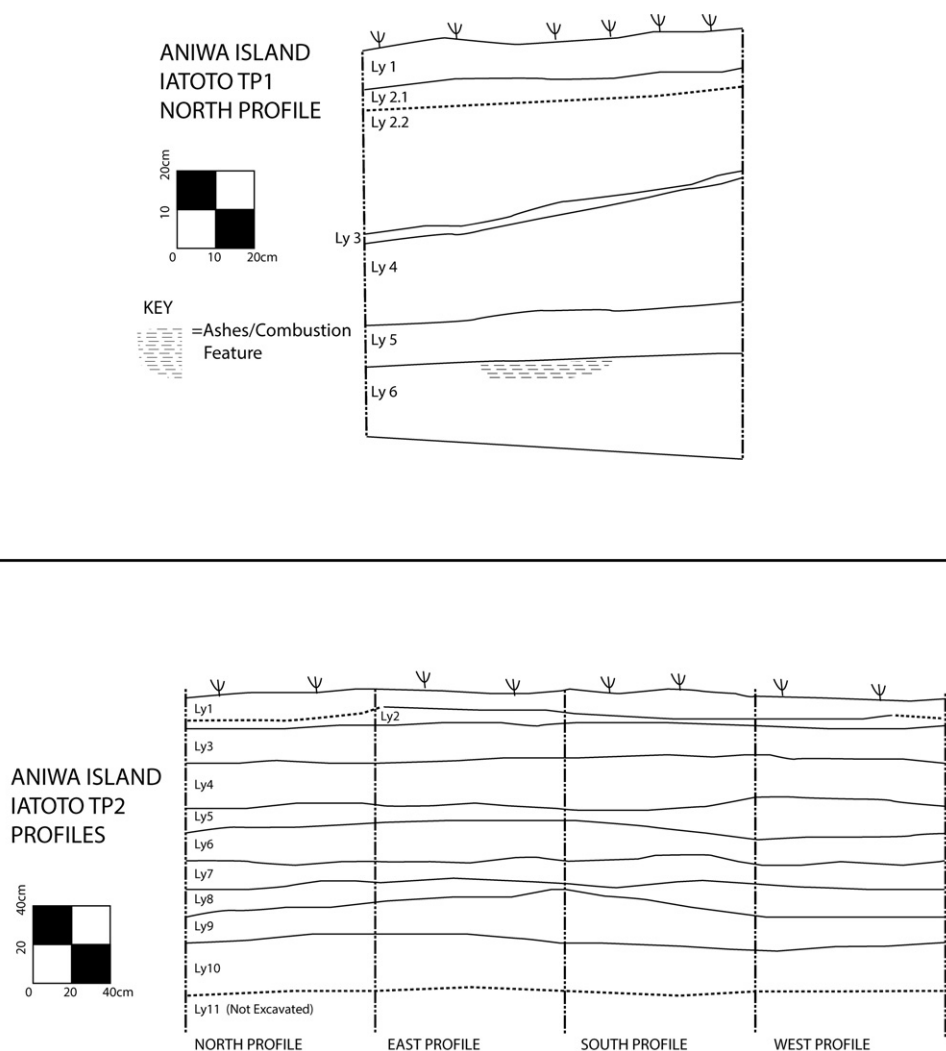 ANIWA ISLAND
IATOTO TP1
NORTH PROFILE
20cm
10
0 10 20cm
KEY
=Ashes/Combustion
Feature
Ly 1
Ly 2.1
Ly 2.2
Ly 3
Ly 4
Ly 5
Ly 6
ANIWA ISLAND
IATOTO TP2
PROFILES
40cm
20
0 20 40cm
Ly1
Ly2
Ly3
Ly4
Ly5
Ly6
Ly7
Ly8
Ly9
Ly10
Ly11 (Not Excavated)
NORTH PROFILE EAST PROFILE SOUTH PROFILE WEST PROFILE